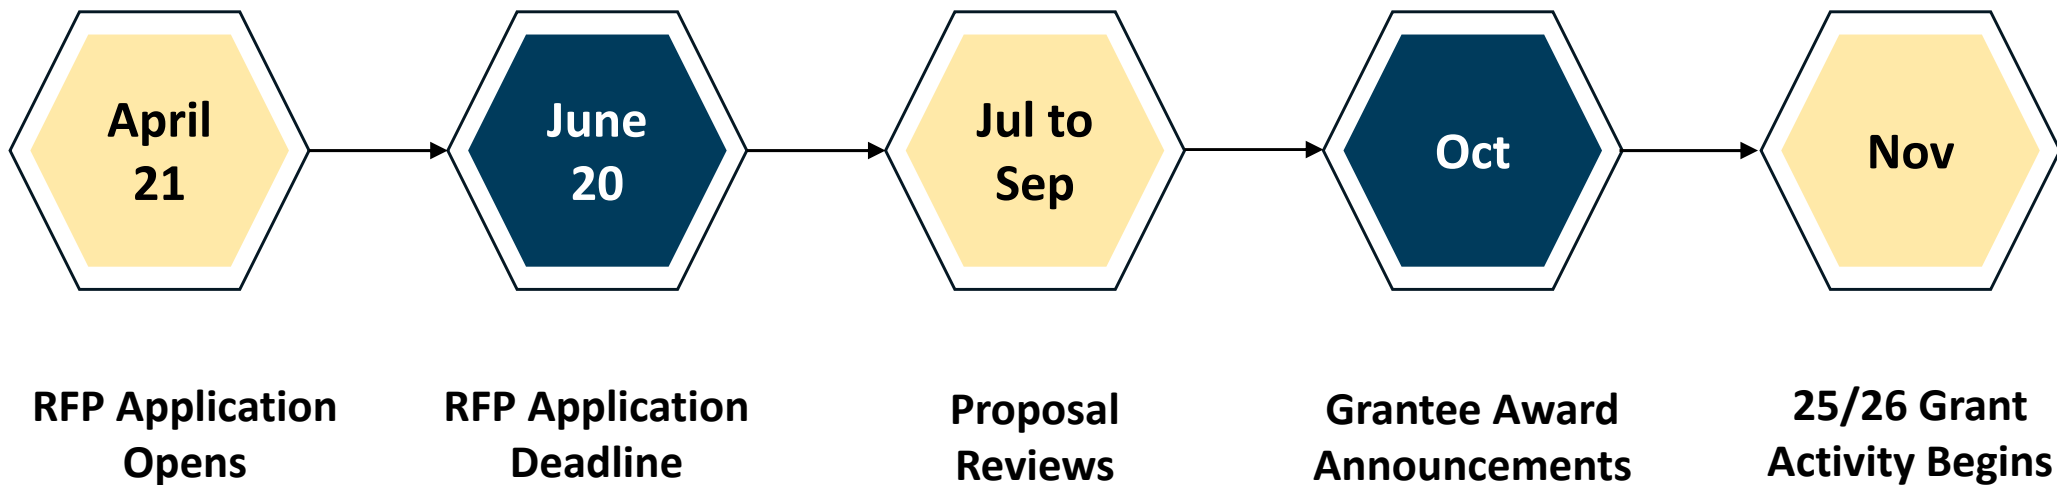 April
21
June
20
Jul to
Sep
Oct
Nov
RFP Application
Opens
RFP Application
Deadline
Proposal
Reviews
Grantee Award
Announcements
25/26 Grant
Activity Begins